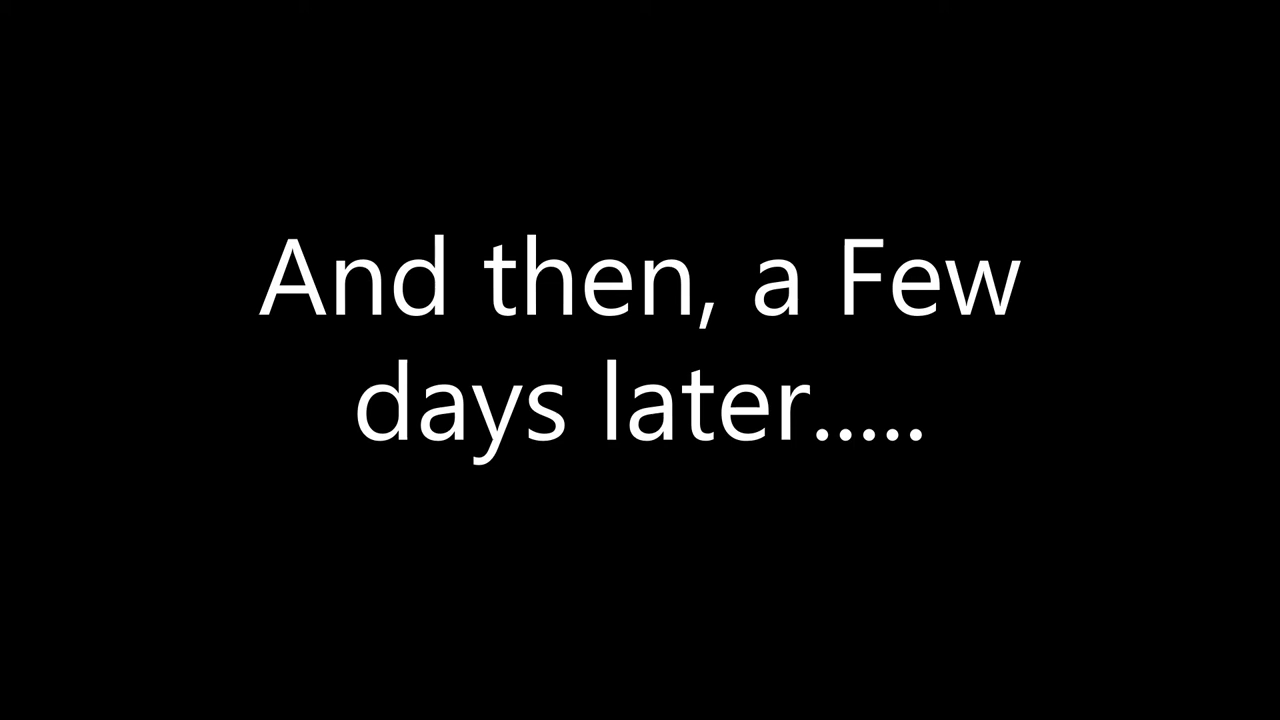 And then, a Few
days later.....